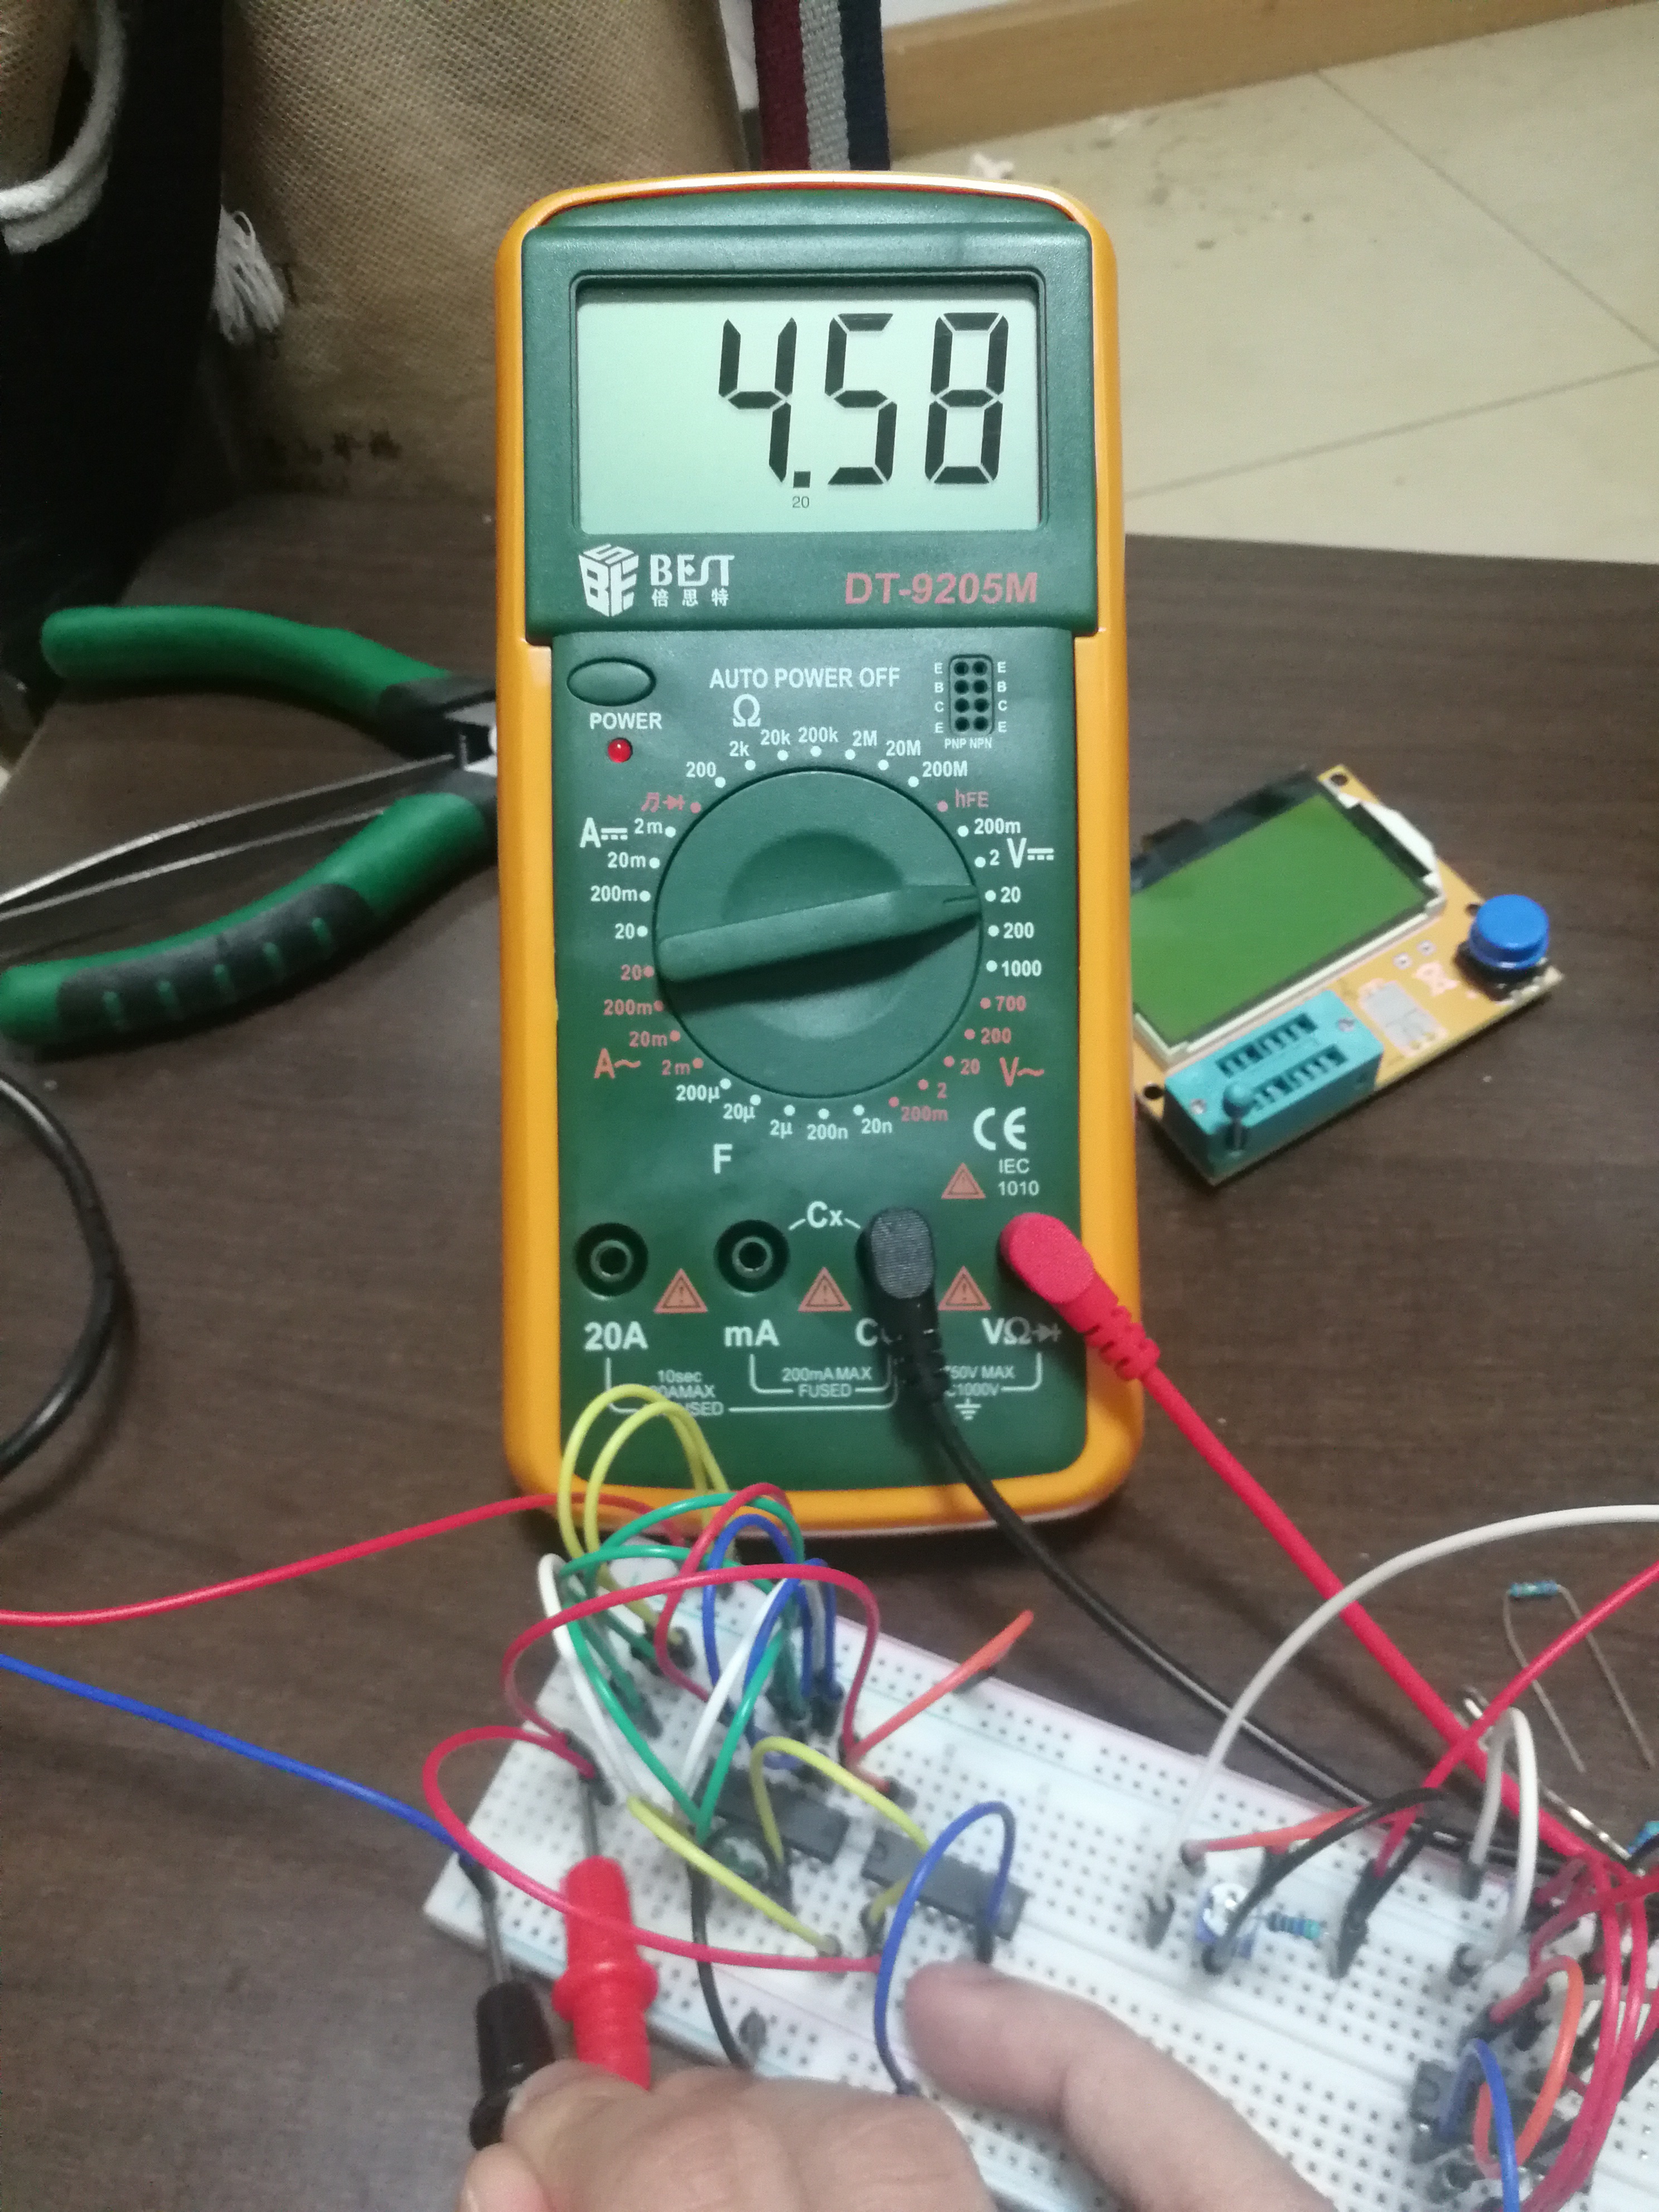 4.58
20
BEST
倍思特
DT-9205M
AUTO POWER OFF
POWER
Ω
E E
B B
C C
E E
PNP NPN
200 2k 20k 200k 2M 20M 200M
hFE
A 2m
20m
200m
20
20
200m
20m
A~ 2m
200m V
2
20
200
1000
700
200
20 V~
2
200m
200µ 20µ 2µ 200n 20n
F
CE
IEC
1010
Cx
20A mA VΩ
10sec
200mA MAX
FUSED